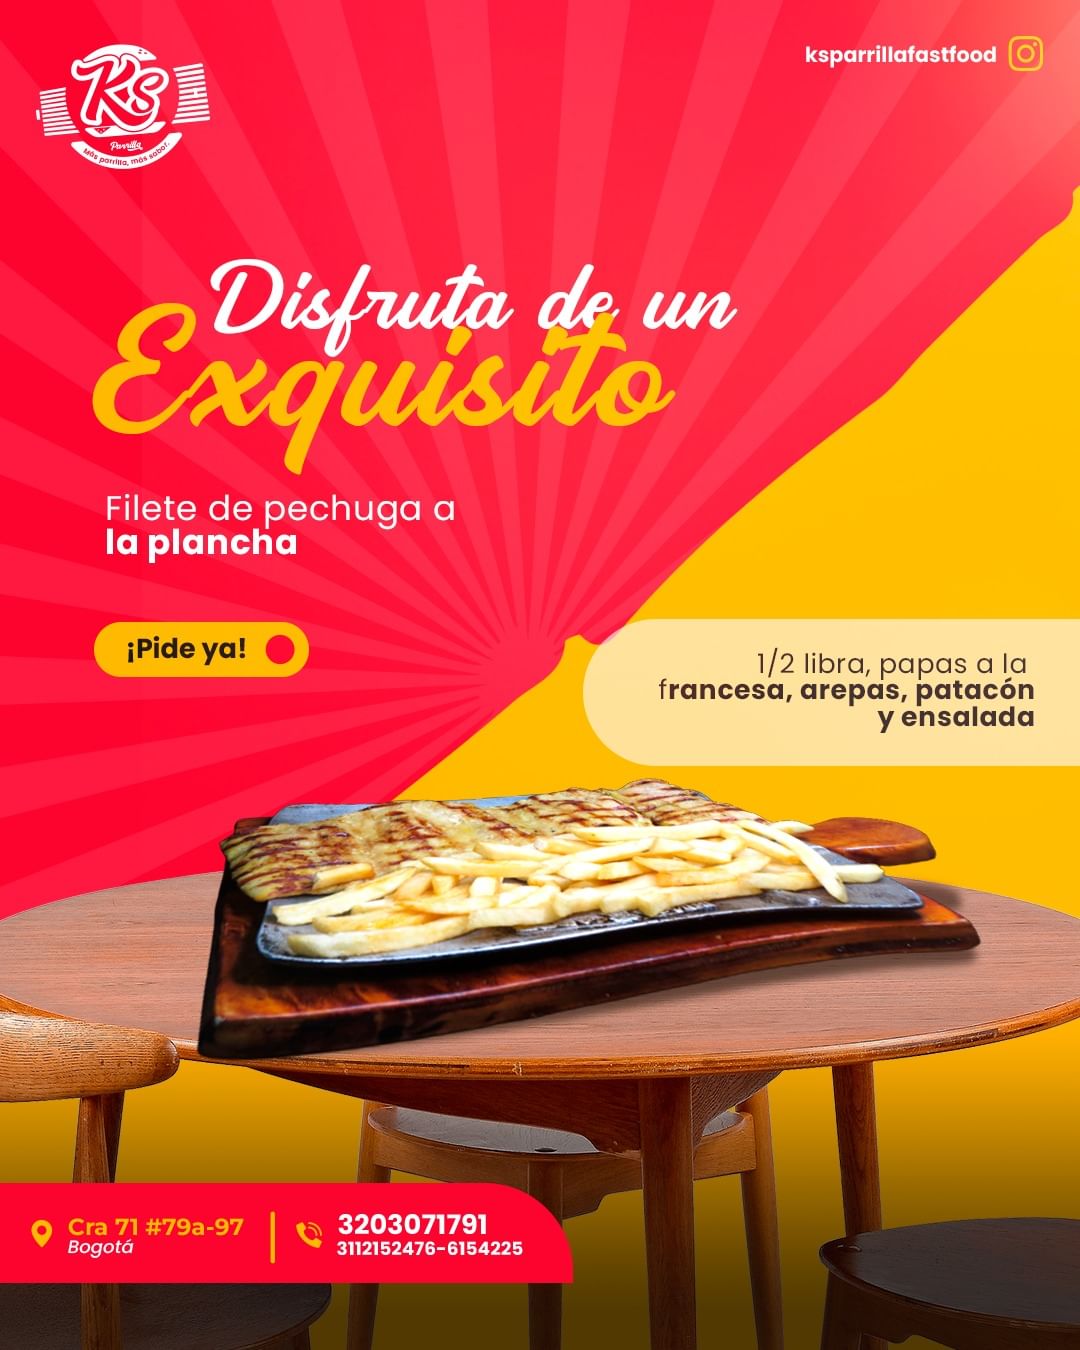 Ks
Parrilla
Más parrilla, más sabor.
ksparrillafastfood
Disfruta de un
Exquisito
Filete de pechuga a
la plancha
¡Pide ya!
1/2 libra, papas a la
francesa, arepas, patacón
y ensalada
Cra 71 #79a-97
Bogotá
3203071791
3112152476-6154225